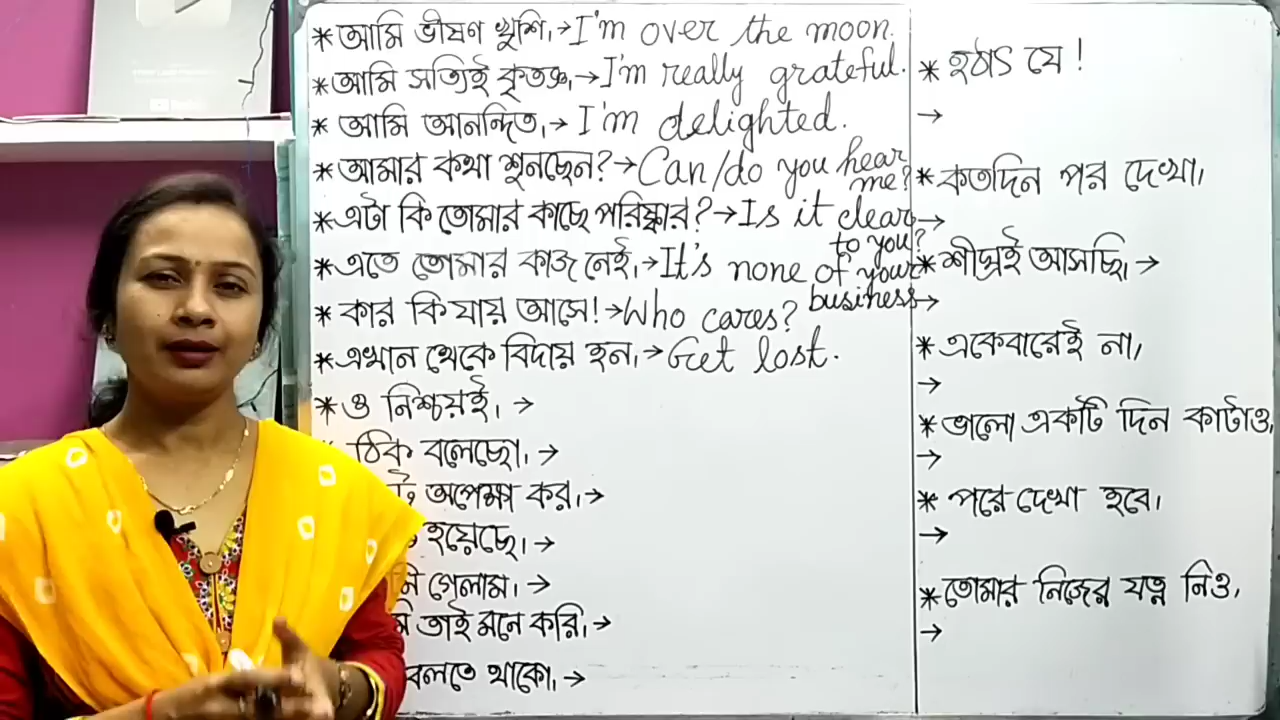 * আমি ভীষণ খুশি।→I'm over the moon.
* আমি সত্যিই কৃতজ্ঞ।→I'm really grateful.
* আমি আনন্দিত।→ I'm delighted.
* আমার কথা শুনছেন?→Can/do you hear
me?
* এটা কি তোমার কাছে পরিষ্কার?→Is it clear
to you?
* এতে তোমার কাজ নেই।→It's none of your
business
* কার কি যায় আসে!→Who cares?
* এখান থেকে বিদায় হন।→Get lost.
* ও নিশ্চয়ই। →
ঠিক বলেছো।→
অপেক্ষা কর।→
হয়েছে।→
গেলাম।→
তাই মনে করি।→
বলতে থাকো।→
* হঠাৎ যে!
→
* কতদিন পর দেখা।
→
* শীঘ্রই আসছি।→
→
* একেবারেই না।
→
* ভালো একটি দিন কাটাও।
→
* পরে দেখা হবে।
→
* তোমার নিজের যত্ন নিও।
→